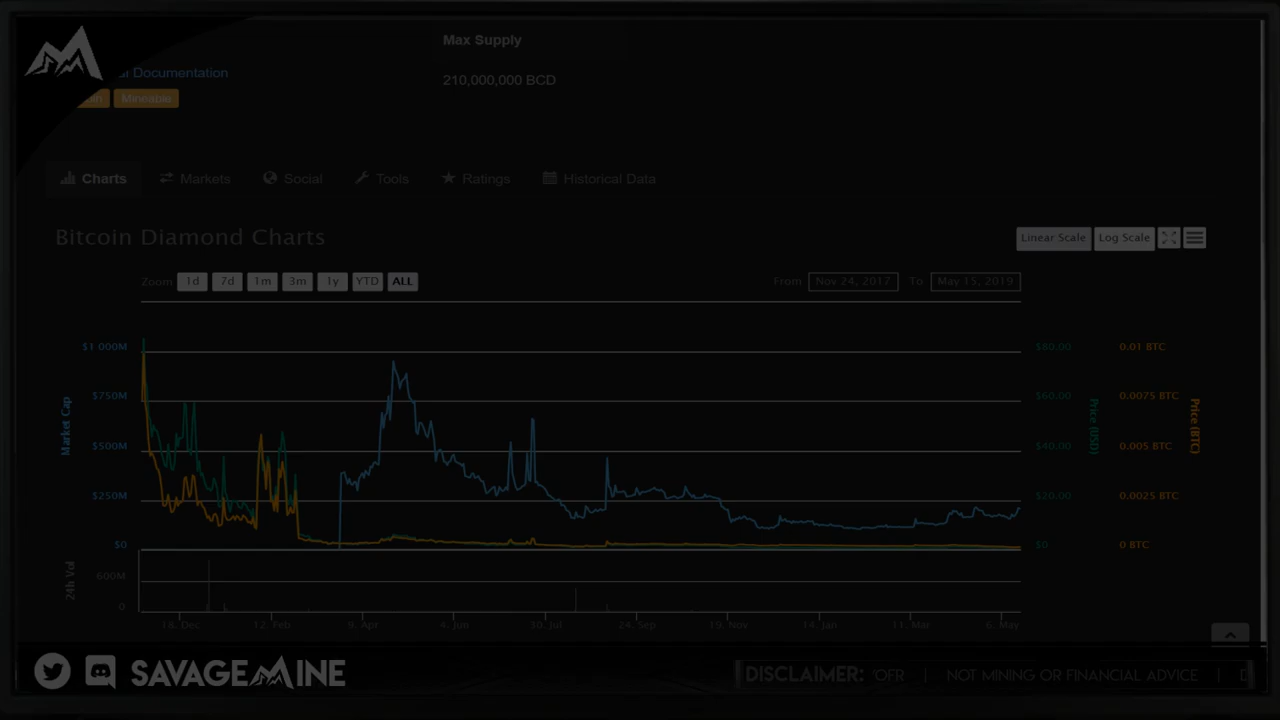 Max Supply
Documentation
210,000,000 BCD
Mineable
Charts Markets Social Tools Ratings Historical Data
Bitcoin Diamond Charts
Linear Scale Log Scale
Zoom 1d 7d 1m 3m 1y YTD ALL From Nov 24, 2017 To May 15, 2019
$1 000M $80.00 0.01 BTC
$750M $60.00 0.0075 BTC
Market Cap Price (USD) Price (BTC)
$500M $40.00 0.005 BTC
$250M $20.00 0.0025 BTC
$0 $0 0 BTC
24h Vol
600M
0
18. Dec 12. Feb 9. Apr 4. Jun 30. Jul 24. Sep 19. Nov 14. Jan 11. Mar 6. May
SAVAGEMINE DISCLAIMER: NOT MINING OR FINANCIAL ADVICE